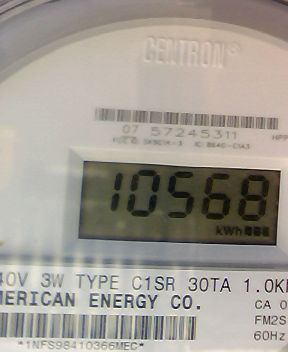 CENTRON®
07 57245311
10568
kWh
40V 3W TYPE C1SR 30TA 1.0K
MERICAN ENERGY CO.
CA 0
FM2S
60Hz
*1NFS98410366MEC*